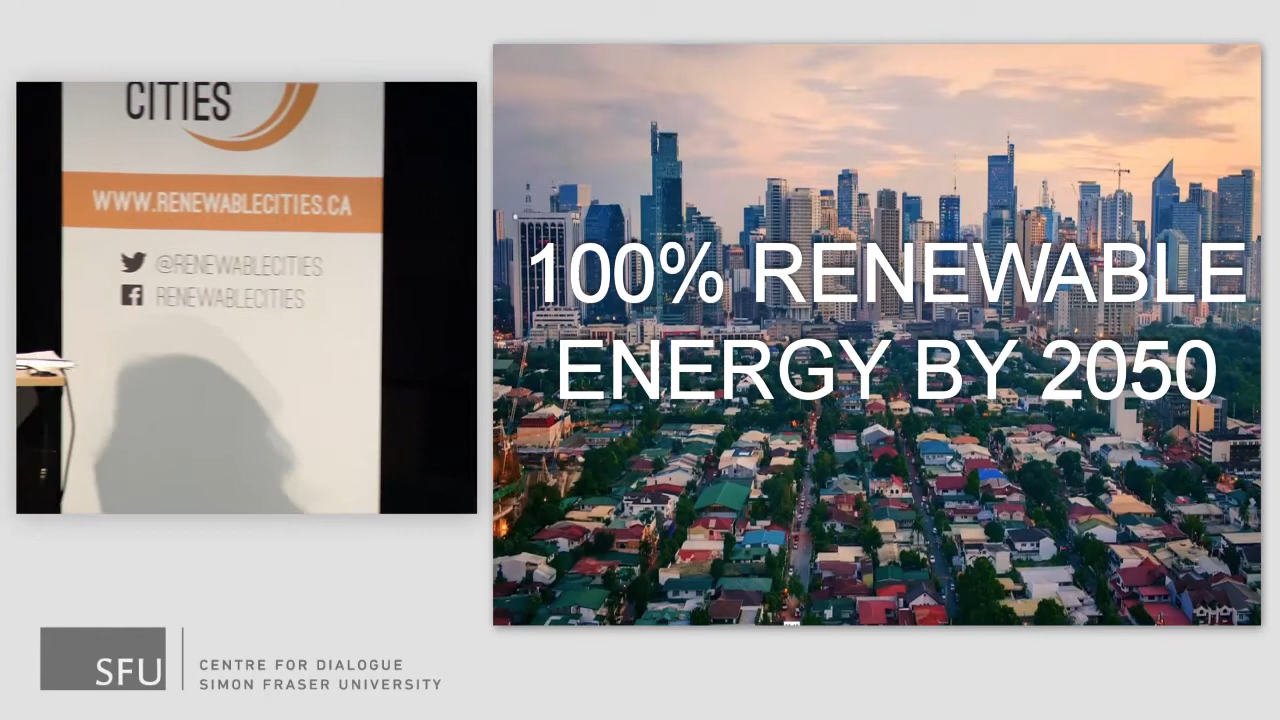 CITIES
WWW.RENEWABLECITIES.CA
@RENEWABLECITIES
RENEWABLECITIES
100% RENEWABLE
ENERGY BY 2050
SFU
CENTRE FOR DIALOGUE
SIMON FRASER UNIVERSITY